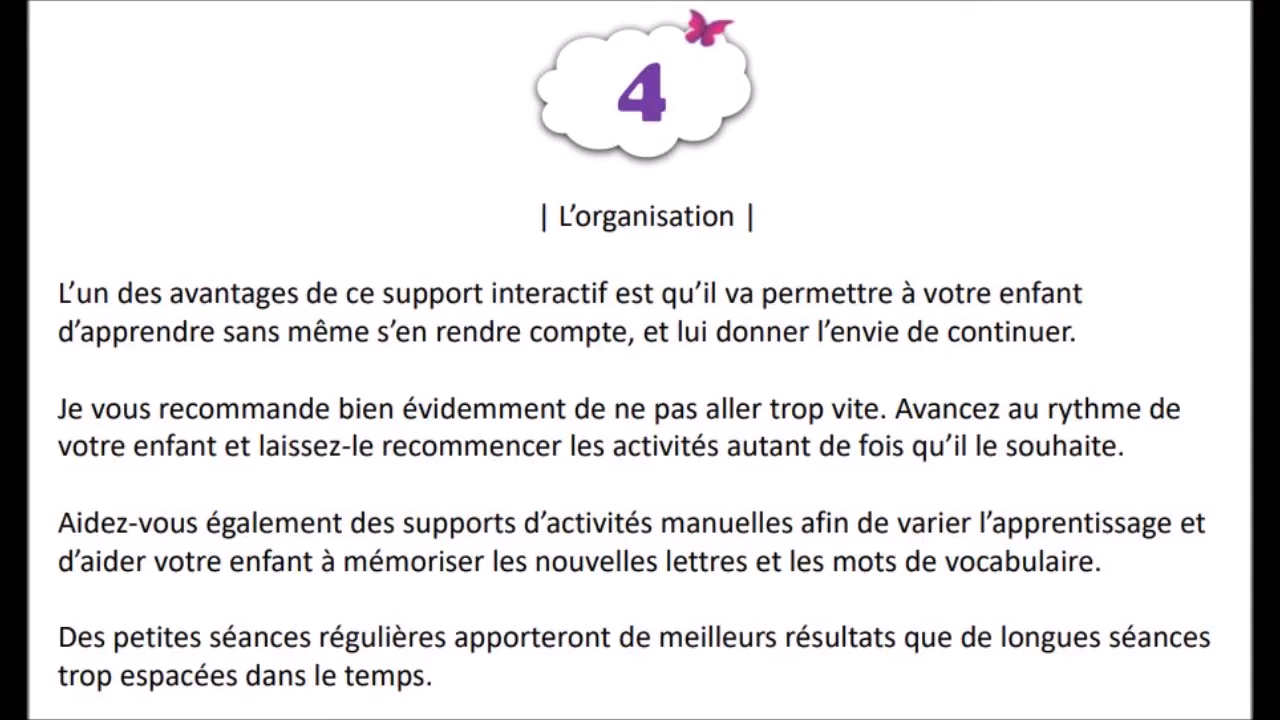 4
| L’organisation |
L’un des avantages de ce support interactif est qu’il va permettre à votre enfant
d’apprendre sans même s’en rendre compte, et lui donner l’envie de continuer.
Je vous recommande bien évidemment de ne pas aller trop vite. Avancez au rythme de
votre enfant et laissez-le recommencer les activités autant de fois qu’il le souhaite.
Aidez-vous également des supports d’activités manuelles afin de varier l’apprentissage et
d’aider votre enfant à mémoriser les nouvelles lettres et les mots de vocabulaire.
Des petites séances régulières apporteront de meilleurs résultats que de longues séances
trop espacées dans le temps.